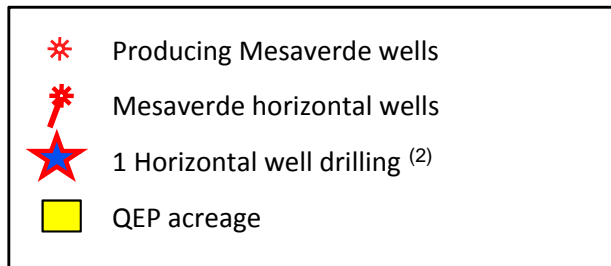 Producing Mesaverde wells
Mesaverde horizontal wells
1 Horizontal well drilling (2)
QEP acreage